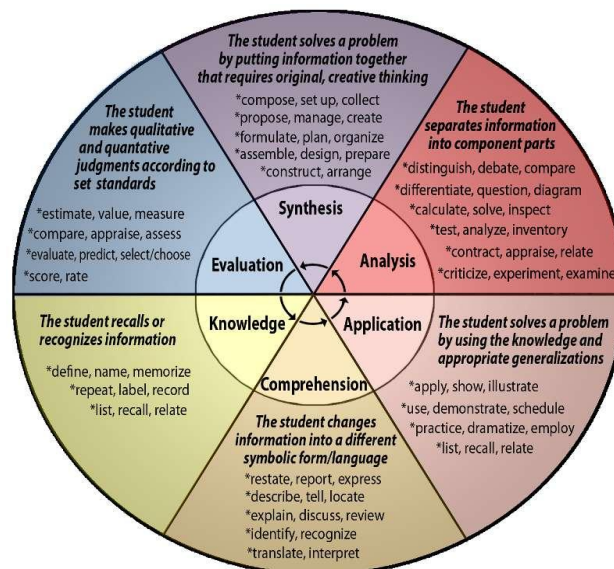 The student solves a problem
by putting information together
that requires original, creative thinking
*compose, set up, collect
*propose, manage, create
*formulate, plan, organize
*assemble, design, prepare
*construct, arrange
Synthesis
The student
separates information
into component parts
*distinguish, debate, compare
*differentiate, question, diagram
*calculate, solve, inspect
*test, analyze, inventory
*contract, appraise, relate
*criticize, experiment, examine
Analysis
The student solves a problem
by using the knowledge and
appropriate generalizations
*apply, show, illustrate
*use, demonstrate, schedule
*practice, dramatize, employ
*list, recall, relate
Application
Comprehension
The student changes
information into a different
symbolic form/language
*restate, report, express
*describe, tell, locate
*explain, discuss, review
*identify, recognize
*translate, interpret
Knowledge
The student recalls or
recognizes information
*define, name, memorize
*repeat, label, record
*list, recall, relate
Evaluation
The student
makes qualitative
and quantative
judgments according to
set standards
*estimate, value, measure
*compare, appraise, assess
*evaluate, predict, select/choose
*score, rate